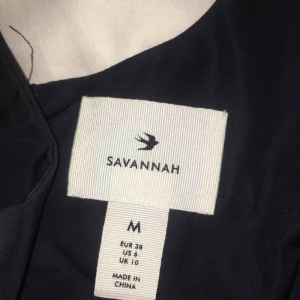 SAVANNAH
M
EUR 38
US 6
UK 10
MADE IN
CHINA